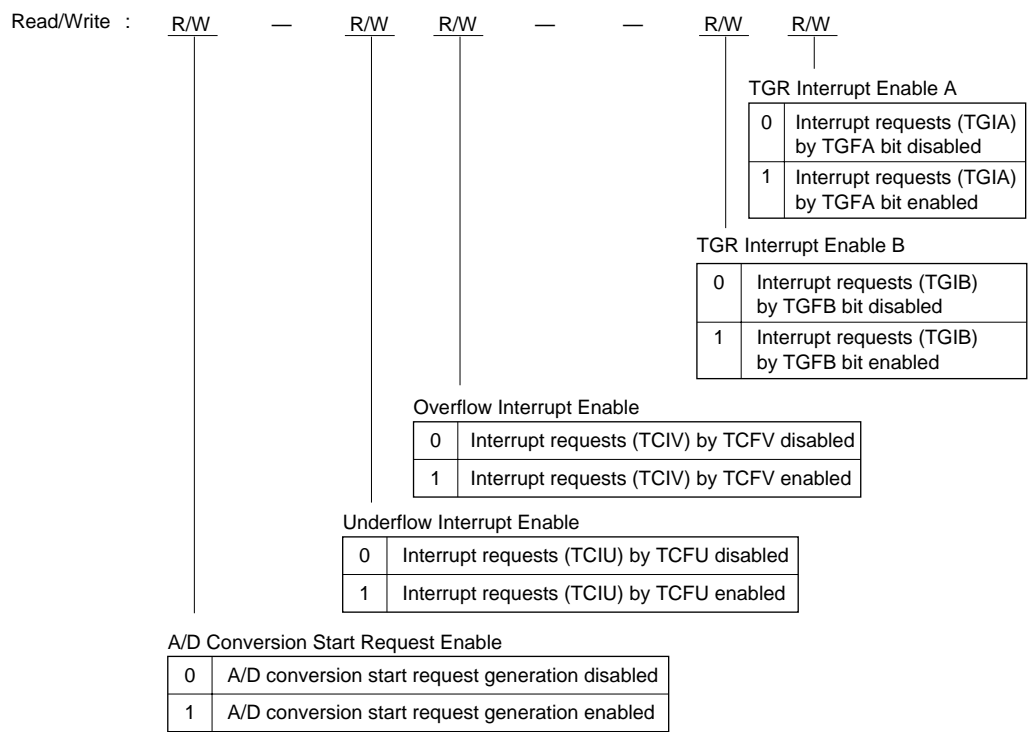 Read/Write : R/W — R/W R/W — — R/W R/W
TGR Interrupt Enable A
0 Interrupt requests (TGIA)
by TGFA bit disabled
1 Interrupt requests (TGIA)
by TGFA bit enabled
TGR Interrupt Enable B
0 Interrupt requests (TGIB)
by TGFB bit disabled
1 Interrupt requests (TGIB)
by TGFB bit enabled
Overflow Interrupt Enable
0 Interrupt requests (TCIV) by TCFV disabled
1 Interrupt requests (TCIV) by TCFV enabled
Underflow Interrupt Enable
0 Interrupt requests (TCIU) by TCFU disabled
1 Interrupt requests (TCIU) by TCFU enabled
A/D Conversion Start Request Enable
0 A/D conversion start request generation disabled
1 A/D conversion start request generation enabled